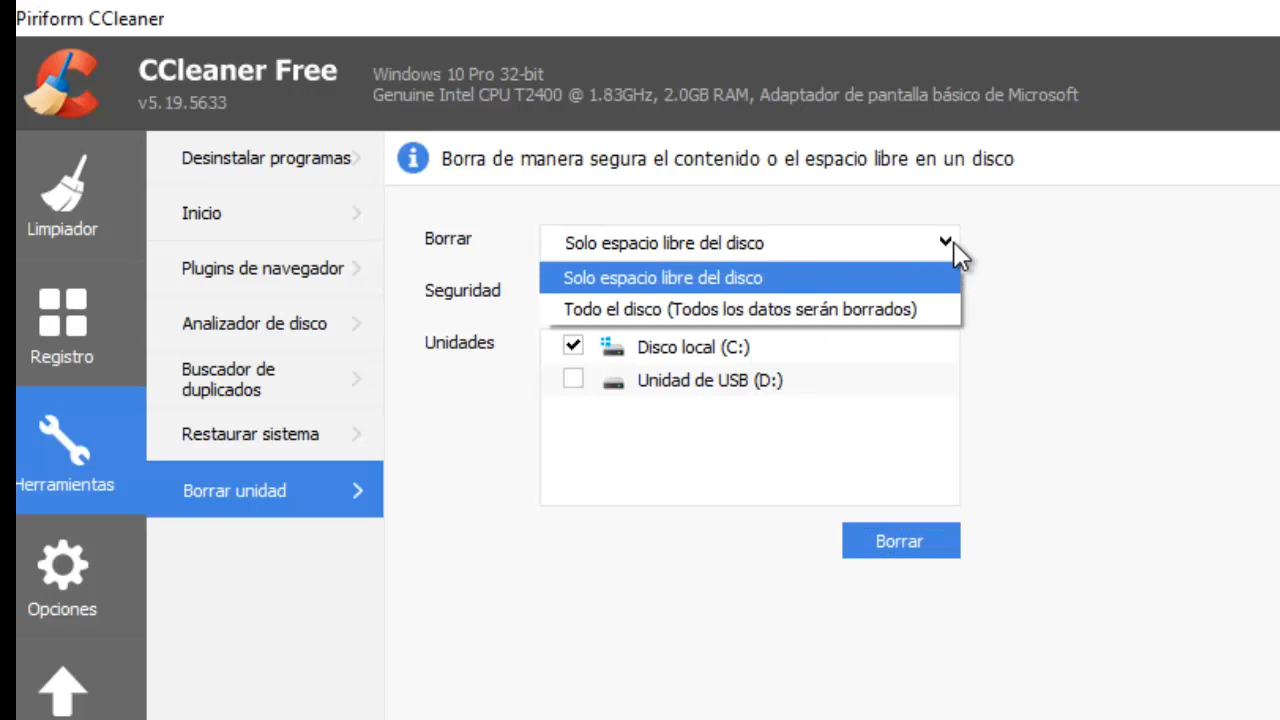 Piriform CCleaner
CCleaner Free
v5.19.5633
Windows 10 Pro 32-bit
Genuine Intel CPU T2400 @ 1.83GHz, 2.0GB RAM, Adaptador de pantalla básico de Microsoft
Limpiador
Registro
Herramientas
Opciones
Desinstalar programas
Inicio
Plugins de navegador
Analizador de disco
Buscador de
duplicados
Restaurar sistema
Borrar unidad
Borra de manera segura el contenido o el espacio libre en un disco
Borrar
Solo espacio libre del disco
Solo espacio libre del disco
Todo el disco (Todos los datos serán borrados)
Seguridad
Unidades
Disco local (C:)
Unidad de USB (D:)
Borrar